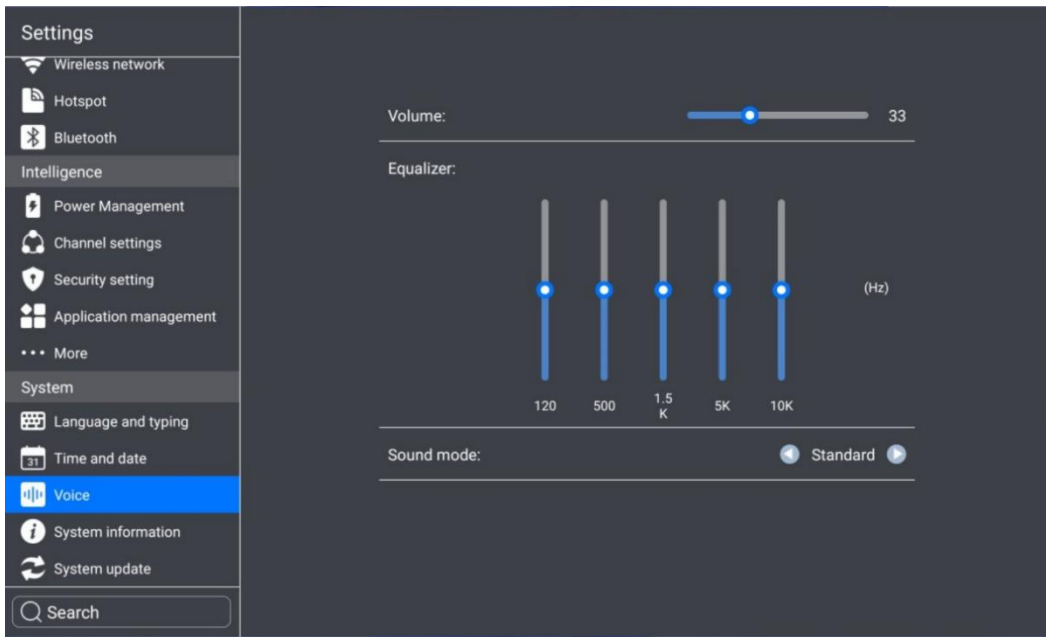 Settings
Wireless network
Hotspot
Bluetooth
Intelligence
Power Management
Channel settings
Security setting
Application management
More
System
Language and typing
31 Time and date
Voice
System information
System update
Search
Volume: 33
Equalizer:
(Hz)
120 500 1.5 K 5K 10K
Sound mode: Standard